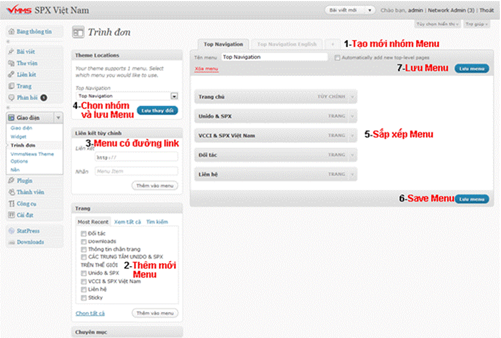 VMMS SPX Việt Nam
Bài viết mới
Chào bạn, admin | Network Admin (3) | Thoát
Tùy chọn hiển thị
Trợ giúp
Bảng thông tin
Bài viết
Thư viện
Liên kết
Trang
Phản hồi
Giao diện
Giao diện
Widget
Trình đơn
VmmsNews Theme
Options
Nền
Plugin
Thành viên
Công cụ
Cài đặt
StatPress
Downloads
Trình đơn
Theme Locations
Your theme supports 1 menu. Select
which menu you would like to use.
Top Navigation
Top Navigation
4-Chọn nhóm
và lưu Menu
Lưu thay đổi
Liên kết tùy chỉnh
3-Menu có đường link
Liên kết
http://
Nhãn
Menu Item
Thêm vào menu
Trang
Most Recent
Xem tất cả
Tìm kiếm
Đối tác
Downloads
Thông tin chân trang
CÁC TRUNG TÂM UNIDO & SPX
TRÊN THẾ GIỚI
Unido & SPX
VCCI & SPX Việt Nam
Liên hệ
Sticky
2-Thêm mới
Menu
Chọn tất cả
Thêm vào menu
Chuyên mục
Top Navigation
Top Navigation English
+
1-Tạo mới nhóm Menu
Tên menu
Top Navigation
Automatically add new top-level pages
Xóa menu
7-Lưu Menu
Lưu menu
Trang chủ
TÙY CHỈNH
Unido & SPX
TRANG
VCCI & SPX Việt Nam
TRANG
5-Sắp xếp Menu
Đối tác
TRANG
Liên hệ
TRANG
6-Save Menu
Lưu menu